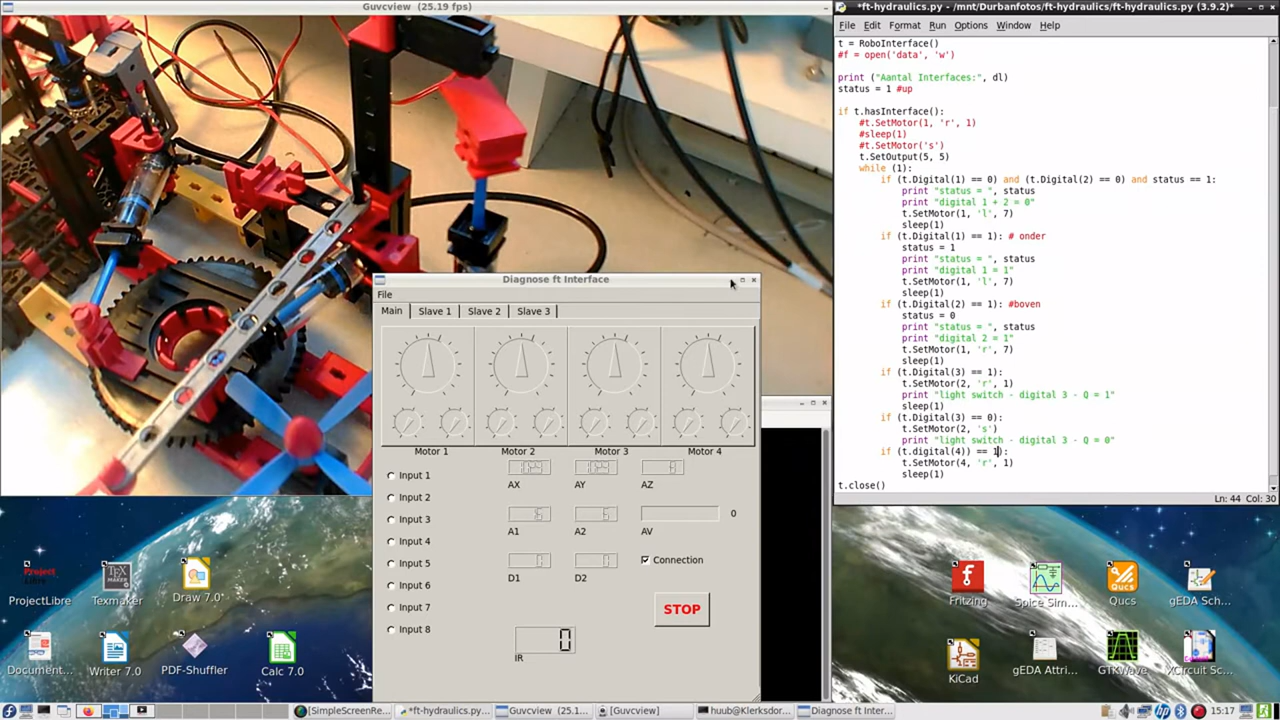 Guvcview (25.19 fps)
*ft-hydraulics.py - /mnt/Durbanfotos/ft-hydraulics/ft-hydraulics.py (3.9.2)*
File Edit Format Run Options Window Help
t = RoboInterface()
#f = open('data', 'w')
print ("Aantal Interfaces:", dl)
status = 1 #up
if t.hasInterface():
#t.SetMotor(1, 'r', 1)
#sleep(1)
#t.SetMotor('s')
t.SetOutput(5, 5)
while (1):
if (t.Digital(1) == 0) and (t.Digital(2) == 0) and status == 1:
print "status = ", status
print "digital 1 + 2 = 0"
t.SetMotor(1, 'l', 7)
sleep(1)
if (t.Digital(1) == 1): # onder
status = 1
print "status = ", status
print "digital 1 = 1"
t.SetMotor(1, 'l', 7)
sleep(1)
if (t.Digital(2) == 1): #boven
status = 0
print "status = ", status
print "digital 2 = 1"
t.SetMotor(1, 'r', 7)
sleep(1)
if (t.Digital(3) == 1):
t.SetMotor(2, 'r', 1)
print "light switch - digital 3 - Q = 1"
sleep(1)
if (t.Digital(3) == 0):
t.SetMotor(2, 's')
print "light switch - digital 3 - Q = 0"
if (t.digital(4)) == 1):
t.SetMotor(4, 'r', 1)
sleep(1)
t.close()
Ln: 44 Col: 30
Diagnose ft Interface
File
Main Slave 1 Slave 2 Slave 3
Motor 1 Motor 2 Motor 3 Motor 4
Input 1
Input 2
Input 3
Input 4
Input 5
Input 6
Input 7
Input 8
AX AY AZ
A1 A2 AV
0
D1 D2
Connection
STOP
0
IR
Project
Libre
ProjectLibre
TEX
MAKER
Texmaker
Draw 7.0"
Document...
Writer 7.0
PDF-Shuffler
Calc 7.0
Fritzing
Spice Sim...
Qucs
gEDA Sch...
KiCad
gEDA Attri...
GTKWave
XCircuit Sc...
[SimpleScreenRe...
*ft-hydraulics.py...
Guvcview (25.1...
[Guvcview]
huub@Klerksdor...
Diagnose ft Inter...
15:17